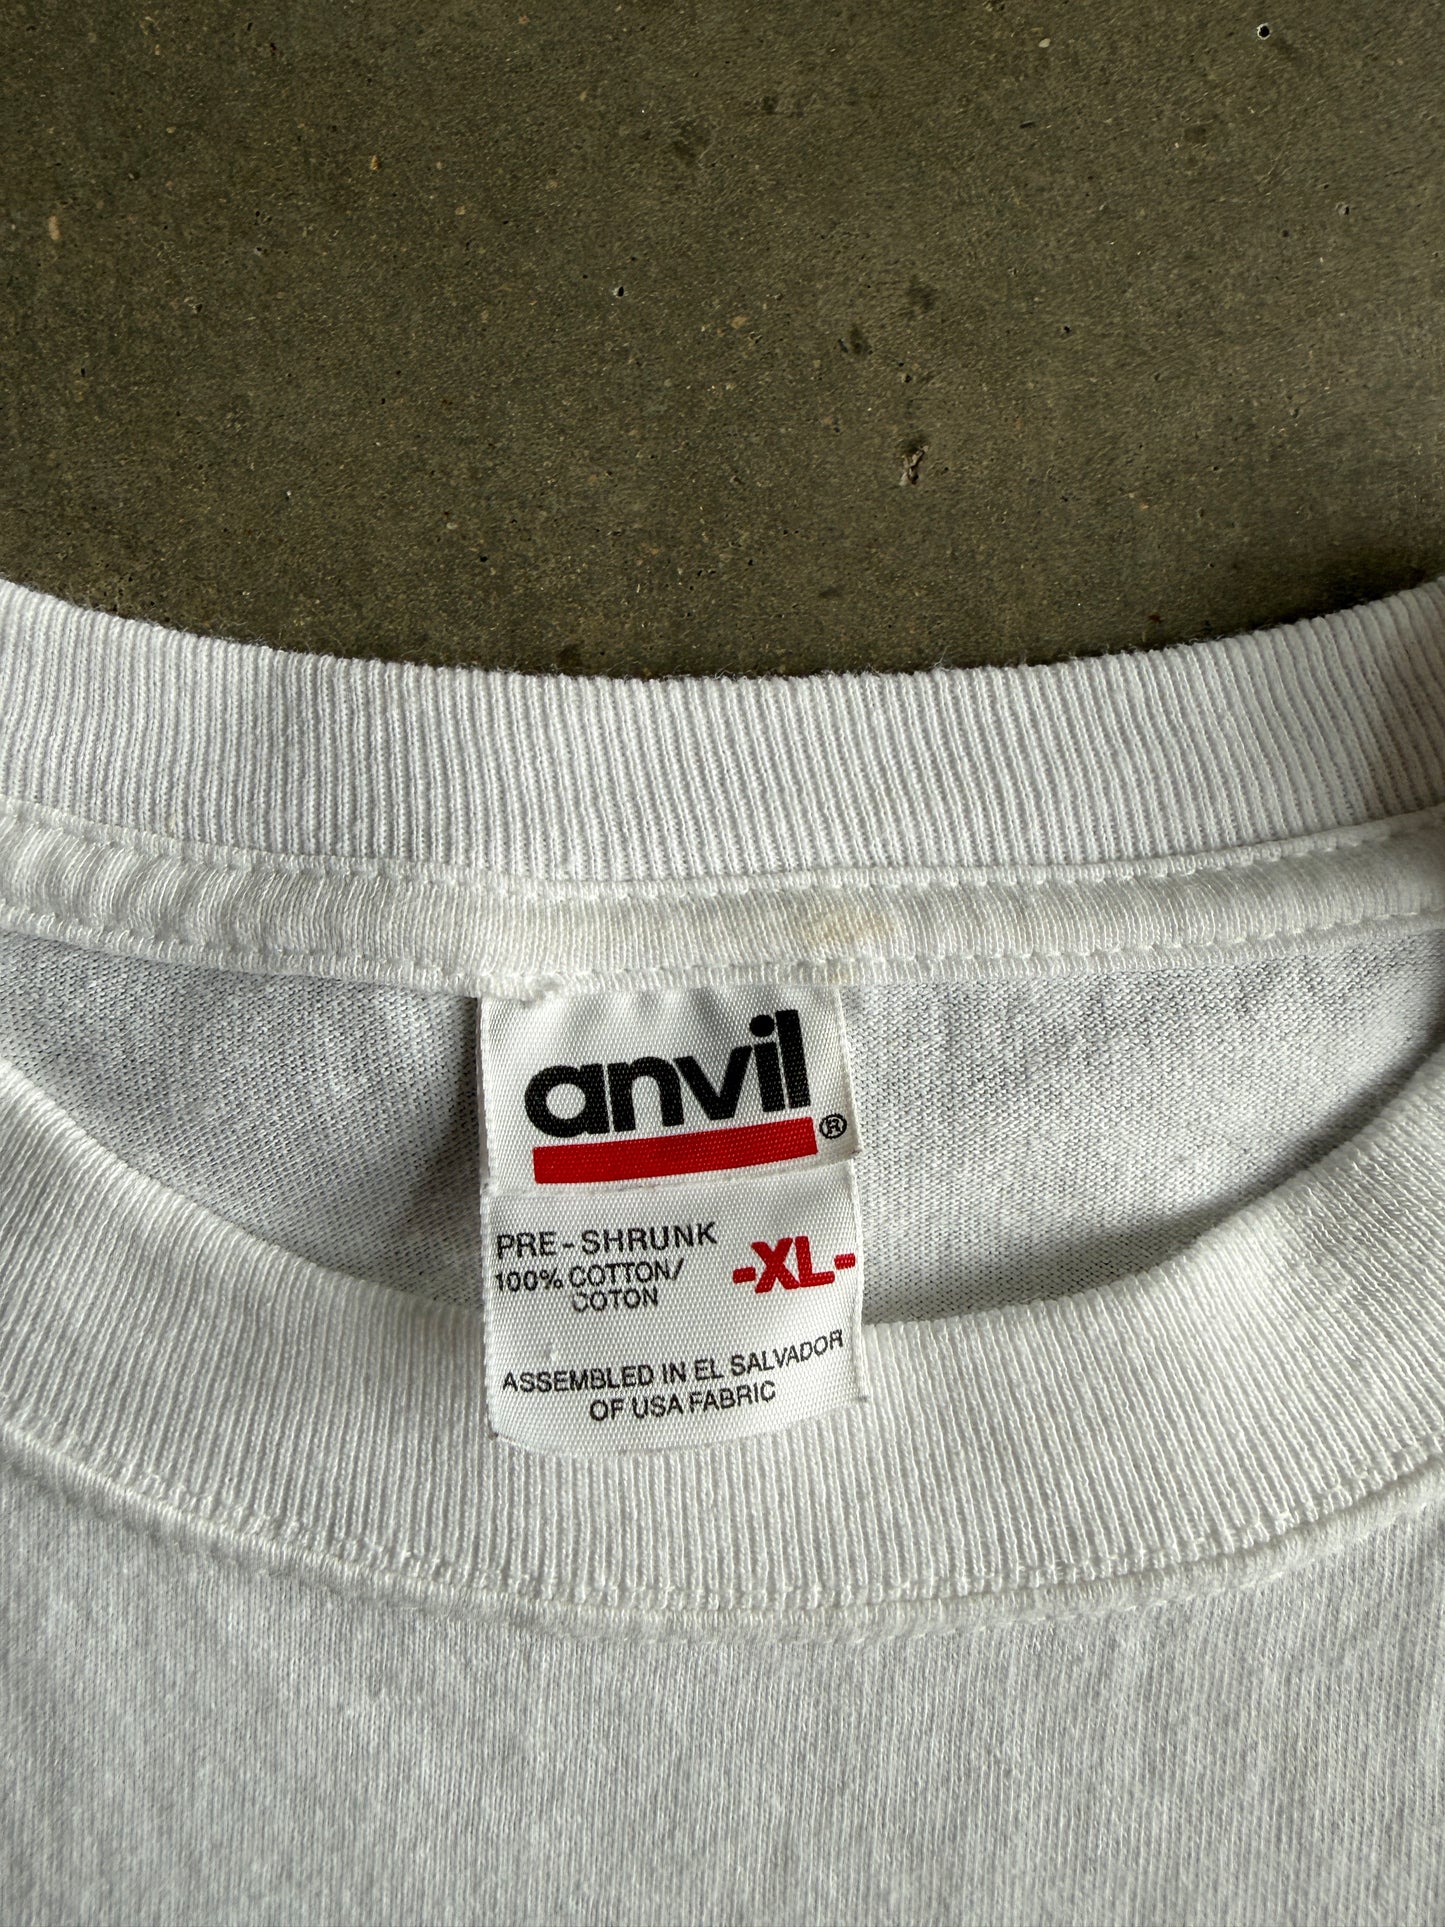 anvil®
PRE-SHRUNK
100% COTTON/
COTON
-XL-
ASSEMBLED IN EL SALVADOR
OF USA FABRIC